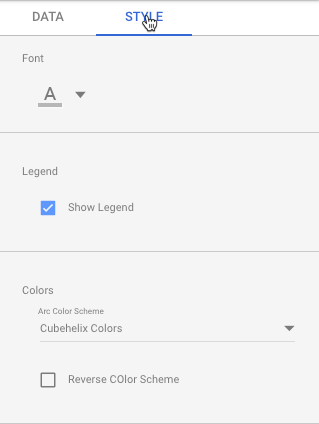 DATA STYLE
Font
A
Legend
Show Legend
Colors
Arc Color Scheme
Cubehelix Colors
Reverse COlor Scheme